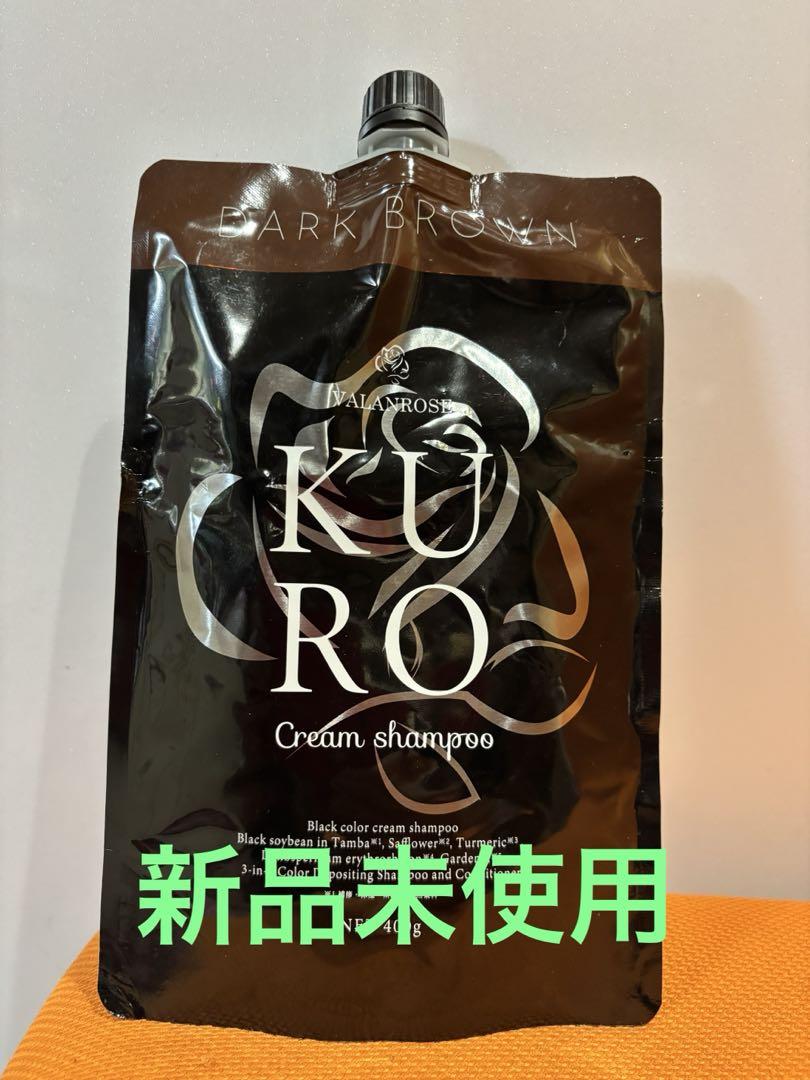 DARK BROWN
VALANROSE
KU
RO
Cream shampoo
Black color cream shampoo
Black soybean in Tamba※1, Safflower※2, Turmeric※3
3-in- Color Depositing Shampoo and Conditioner
新品未使用